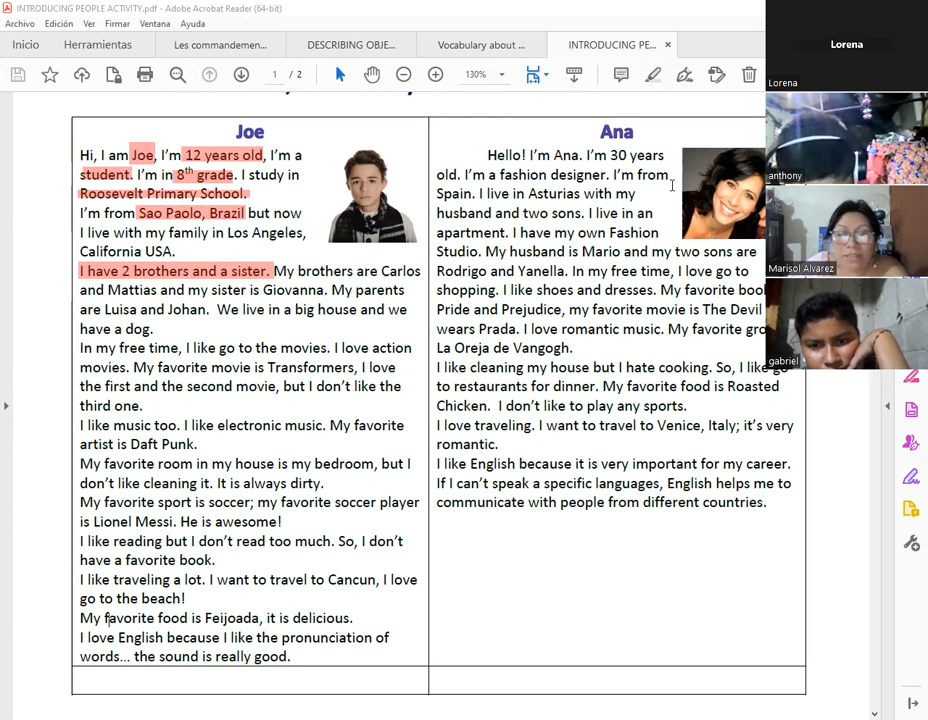 INTRODUCING PEOPLE ACTIVITY.pdf - Adobe Acrobat Reader (64-bit)
Archivo Edición Ver Firmar Ventana Ayuda
Inicio Herramientas Les commandemen... DESCRIBING OBJE... Vocabulary about ... INTRODUCING PE... ×
1 / 2 130%
Joe
Hi, I am Joe, I'm 12 years old, I'm a
student. I'm in 8th grade. I study in
Roosevelt Primary School.
I'm from Sao Paolo, Brazil but now
I live with my family in Los Angeles,
California USA.
I have 2 brothers and a sister. My brothers are Carlos
and Mattias and my sister is Giovanna. My parents
are Luisa and Johan. We live in a big house and we
have a dog.
In my free time, I like go to the movies. I love action
movies. My favorite movie is Transformers, I love
the first and the second movie, but I don't like the
third one.
I like music too. I like electronic music. My favorite
artist is Daft Punk.
My favorite room in my house is my bedroom, but I
don't like cleaning it. It is always dirty.
My favorite sport is soccer; my favorite soccer player
is Lionel Messi. He is awesome!
I like reading but I don't read too much. So, I don't
have a favorite book.
I like traveling a lot. I want to travel to Cancun, I love
go to the beach!
My favorite food is Feijoada, it is delicious.
I love English because I like the pronunciation of
words... the sound is really good.
Ana
Hello! I'm Ana. I'm 30 years
old. I'm a fashion designer. I'm from
Spain. I live in Asturias with my
husband and two sons. I live in an
apartment. I have my own Fashion
Studio. My husband is Mario and my two sons are
Rodrigo and Yanella. In my free time, I love go to
shopping. I like shoes and dresses. My favorite boo
Pride and Prejudice, my favorite movie is The Devil
wears Prada. I love romantic music. My favorite gro
La Oreja de Vangogh.
I like cleaning my house but I hate cooking. So, I like go
to restaurants for dinner. My favorite food is Roasted
Chicken. I don't like to play any sports.
I love traveling. I want to travel to Venice, Italy; it's very
romantic.
I like English because it is very important for my career.
If I can't speak a specific languages, English helps me to
communicate with people from different countries.
Lorena
Lorena
anthony
Marisol Alvarez
gabriel